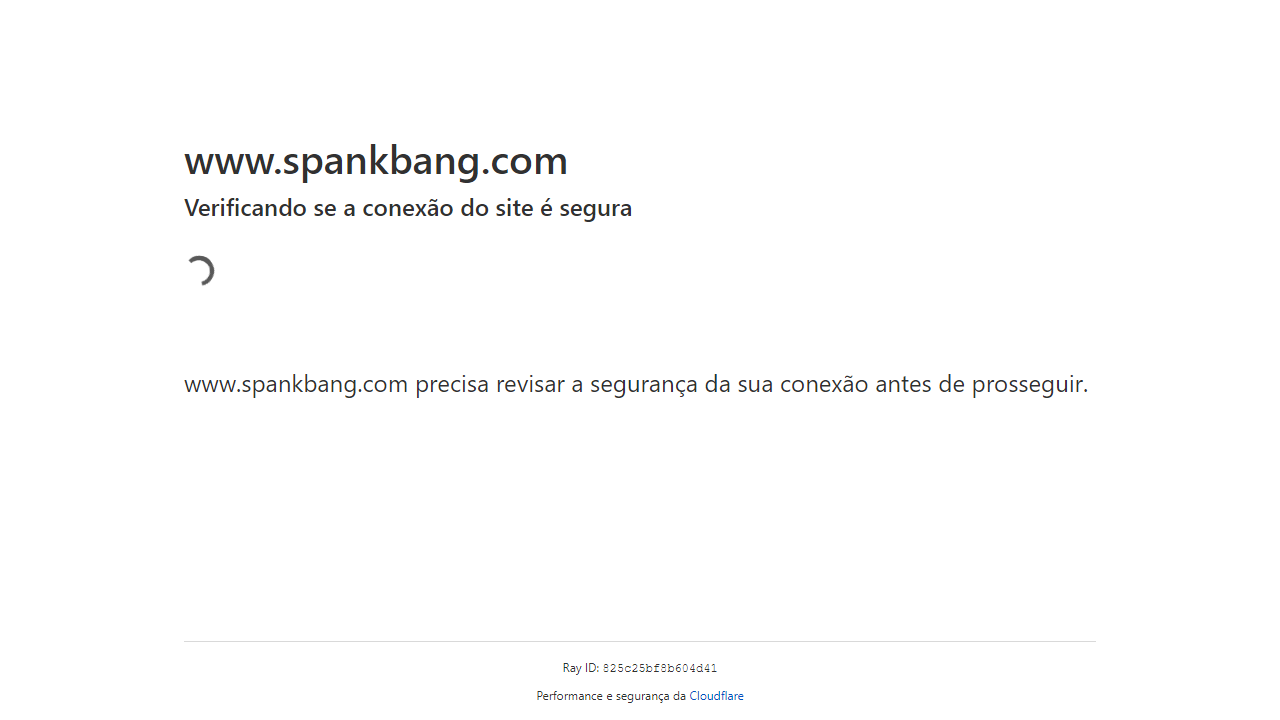 www.spankbang.com
Verificando se a conexão do site é segura
www.spankbang.com precisa revisar a segurança da sua conexão antes de prosseguir.
Ray ID: 825c25bf8b604d41
Performance e segurança da Cloudflare